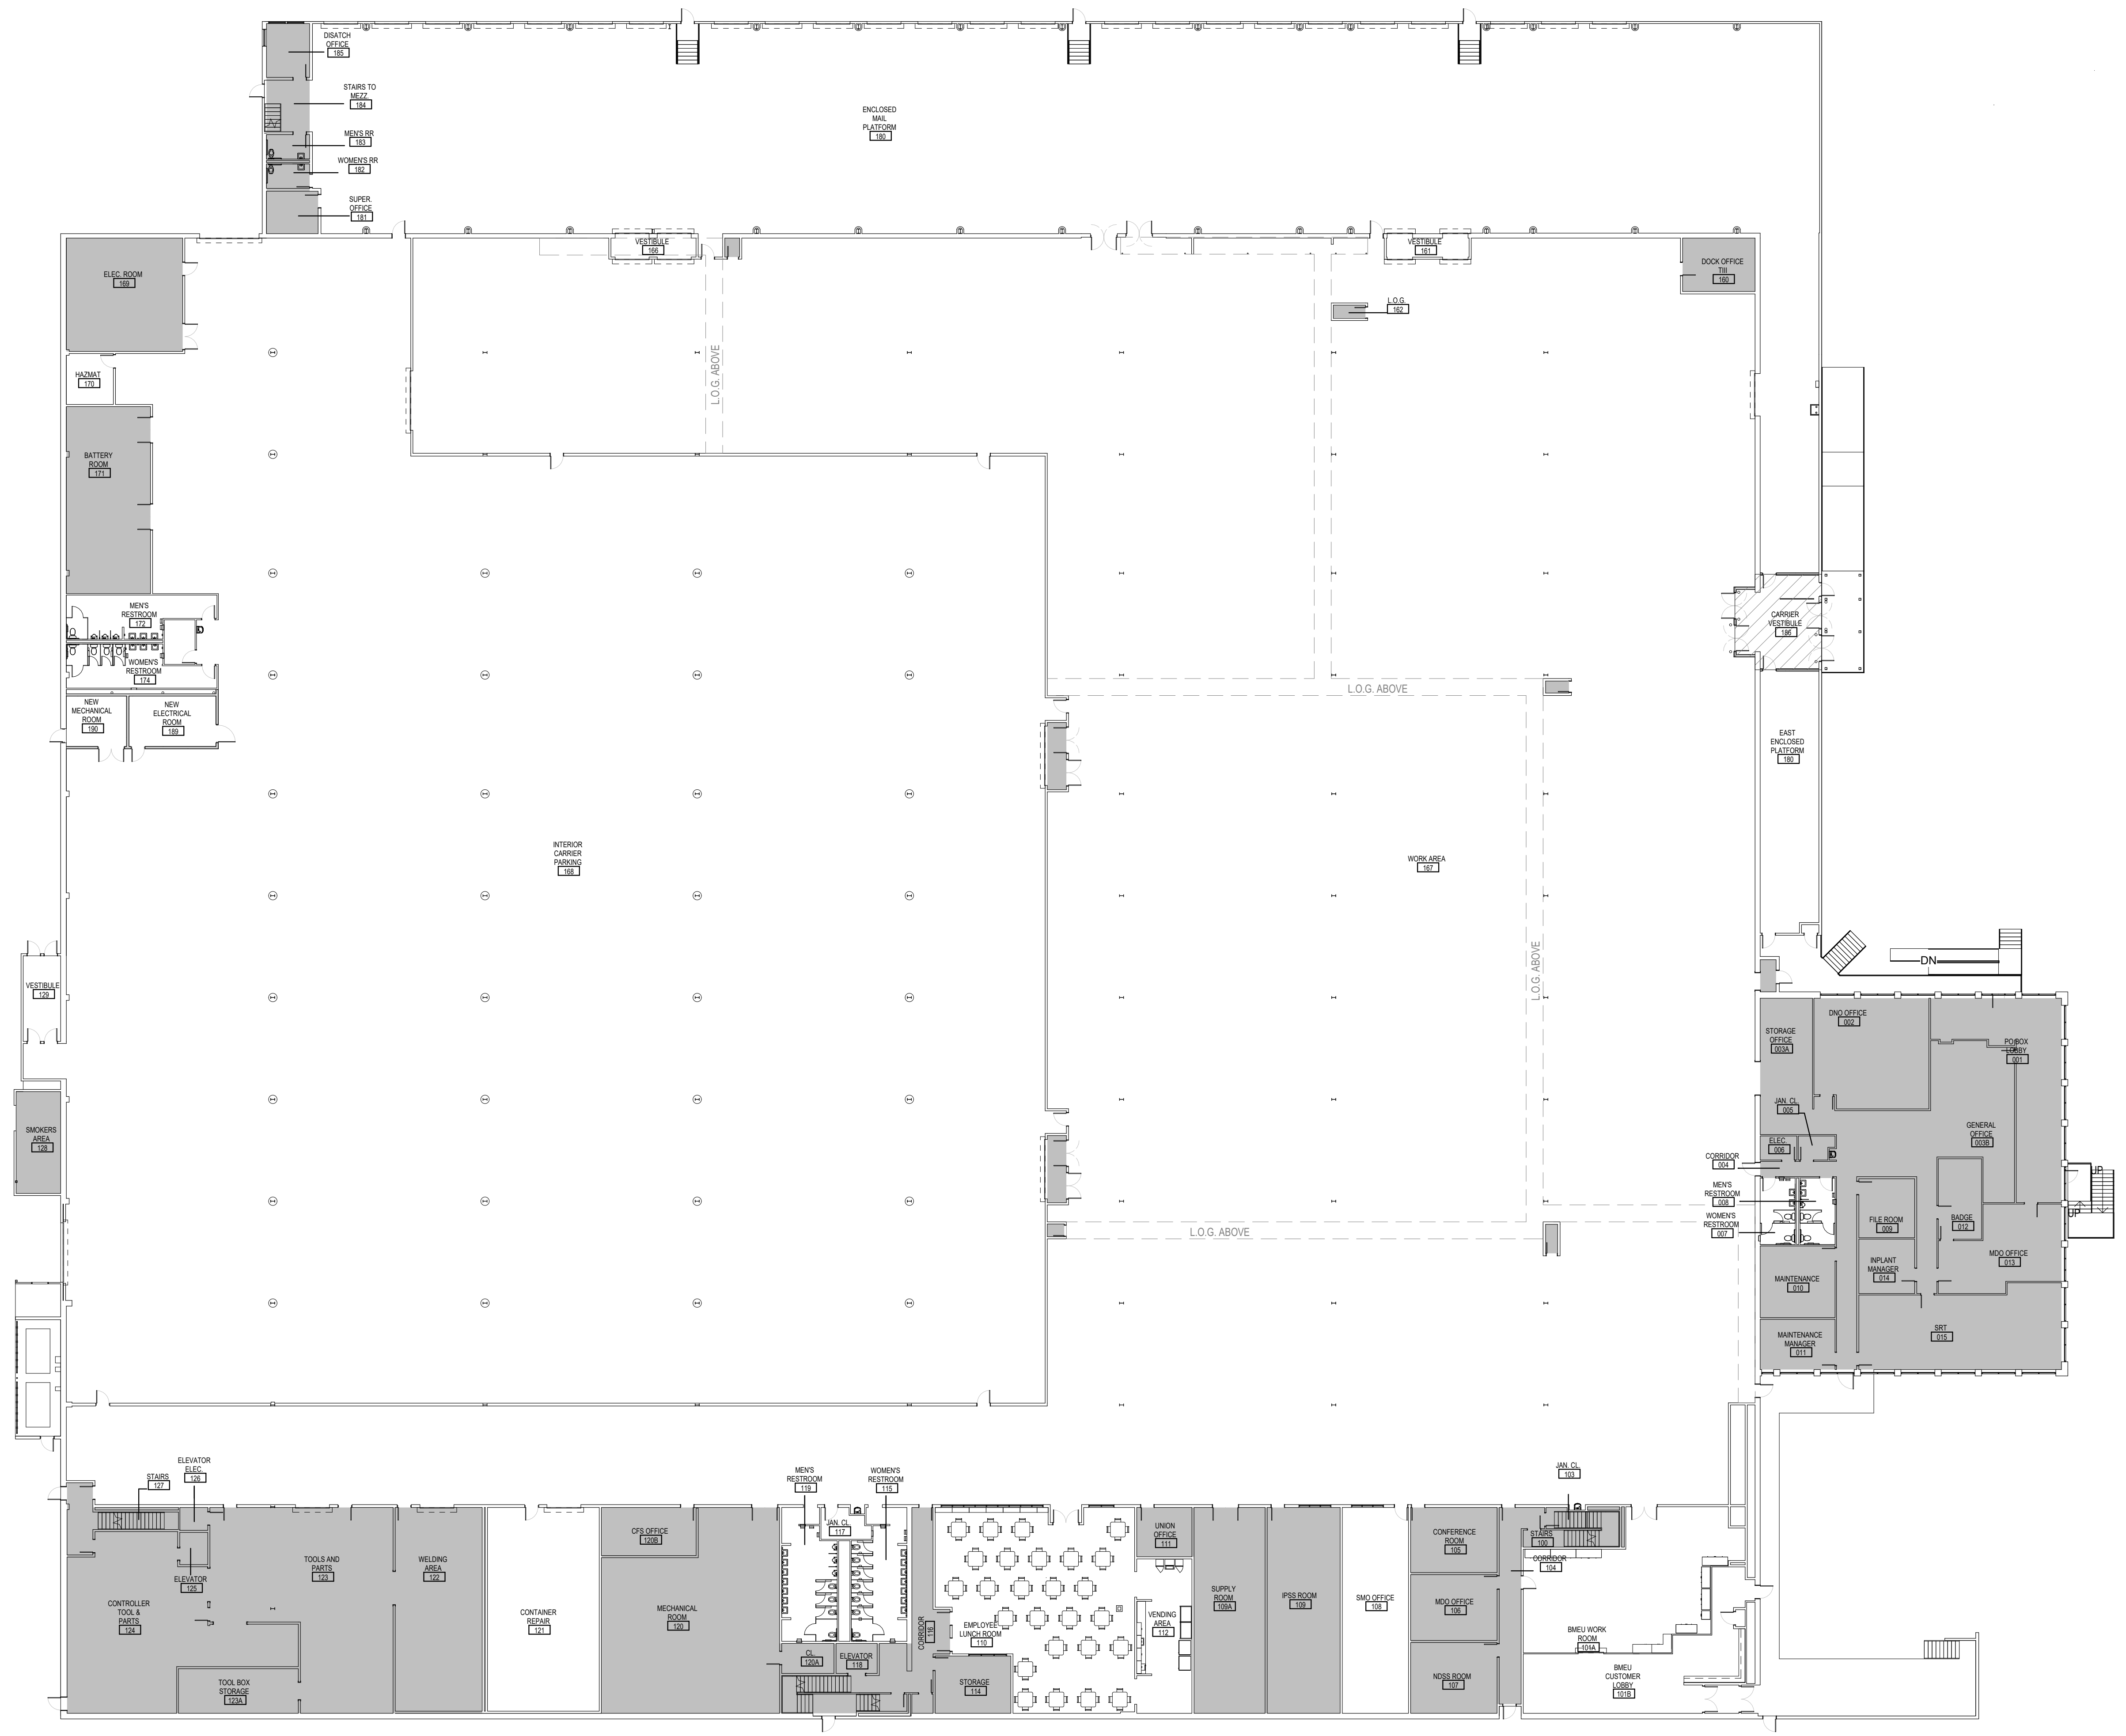 DISATCH
OFFICE
185
STAIRS TO
MEZZ.
184
MEN'S RR
183
WOMEN'S RR
182
SUPER.
OFFICE
181
ENCLOSED
MAIL
PLATFORM
180
VESTIBULE
166
VESTIBULE
161
DOCK OFFICE
TIII
160
ELEC. ROOM
169
L.O.G.
162
HAZMAT
170
L.O.G. ABOVE
BATTERY
ROOM
171
MEN'S
RESTROOM
172
WOMEN'S
RESTROOM
174
NEW
MECHANICAL
ROOM
190
NEW
ELECTRICAL
ROOM
189
CARRIER
VESTIBULE
186
L.O.G. ABOVE
EAST
ENCLOSED
PLATFORM
180
INTERIOR
CARRIER
PARKING
168
WORK AREA
167
L.O.G. ABOVE
DN
VESTIBULE
129
STORAGE
OFFICE
003A
DNO OFFICE
002
PO BOX
LOBBY
001
JAN. CL.
005
GENERAL
OFFICE
003B
SMOKERS
AREA
128
ELEC.
006
CORRIDOR
004
MEN'S
RESTROOM
008
WOMEN'S
RESTROOM
007
UP
UP
FILE ROOM
009
BADGE
012
L.O.G. ABOVE
MDO OFFICE
013
INPLANT
MANAGER
014
MAINTENANCE
010
MAINTENANCE
MANAGER
011
SRT
015
STAIRS
127
ELEVATOR
ELEC.
126
MEN'S
RESTROOM
119
WOMEN'S
RESTROOM
115
JAN. CL.
103
JAN. CL.
117
CFS OFFICE
120B
UNION
OFFICE
111
CONFERENCE
ROOM
105
STAIRS
100
CORRIDOR
104
TOOLS AND
PARTS
123
WELDING
AREA
122
ELEVATOR
125
CONTROLLER
TOOL &
PARTS
124
CONTAINER
REPAIR
121
MECHANICAL
ROOM
120
CORRIDOR
116
EMPLOYEE
LUNCH ROOM
110
VENDING
AREA
112
SUPPLY
ROOM
109A
IPSS ROOM
109
SMO OFFICE
108
MDO OFFICE
106
BMEU WORK
ROOM
101A
CL.
120A
ELEVATOR
118
STORAGE
114
TOOL BOX
STORAGE
123A
NDSS ROOM
107
BMEU
CUSTOMER
LOBBY
101B